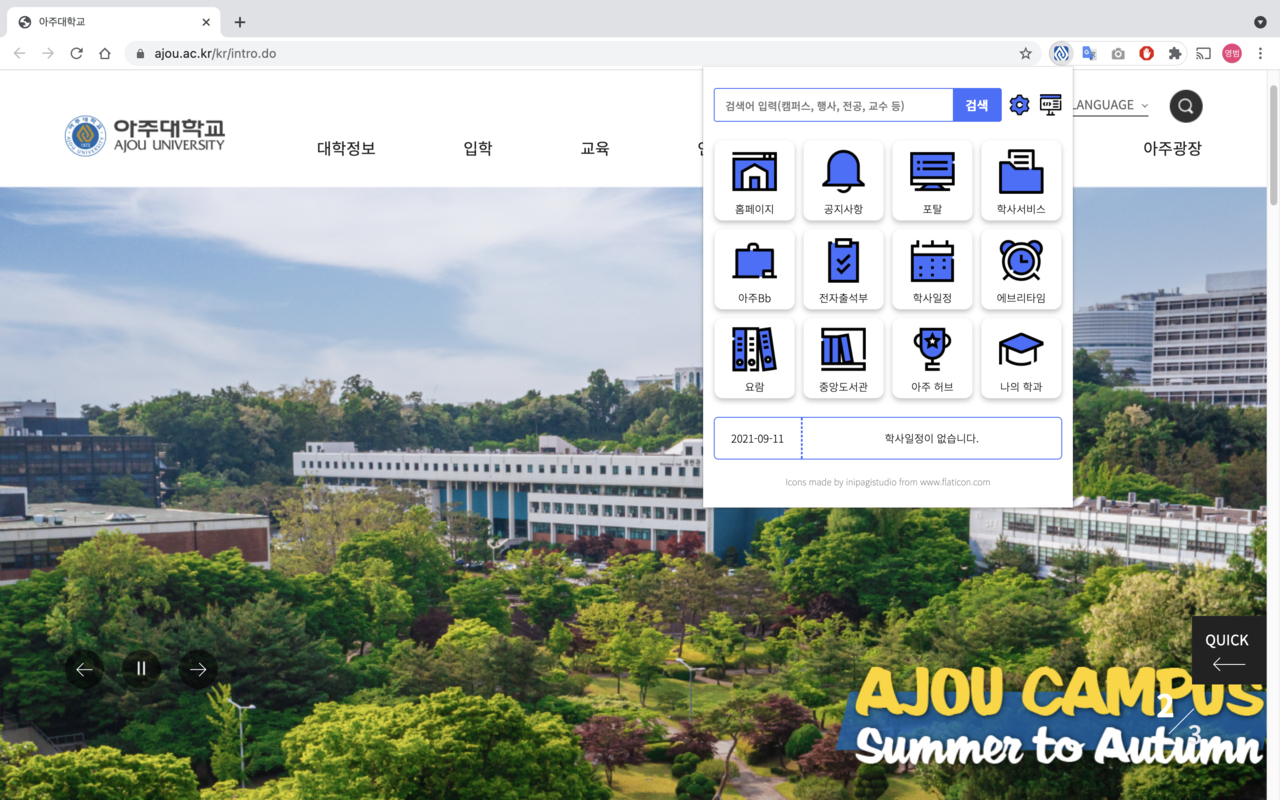 아주대학교
ajou.ac.kr/kr/intro.do
영범
아주대학교
AJOU UNIVERSITY
대학정보
입학
교육
아주광장
LANGUAGE
검색어 입력(캠퍼스, 행사, 전공, 교수 등)
검색
홈페이지
공지사항
포탈
학사서비스
아주Bb
전자출석부
학사일정
에브리타임
요람
중앙도서관
아주 허브
나의 학과
2021-09-11
학사일정이 없습니다.
Icons made by inipagistudio from www.flaticon.com
QUICK
AJOU CAMPUS
Summer to Autumn
2
3